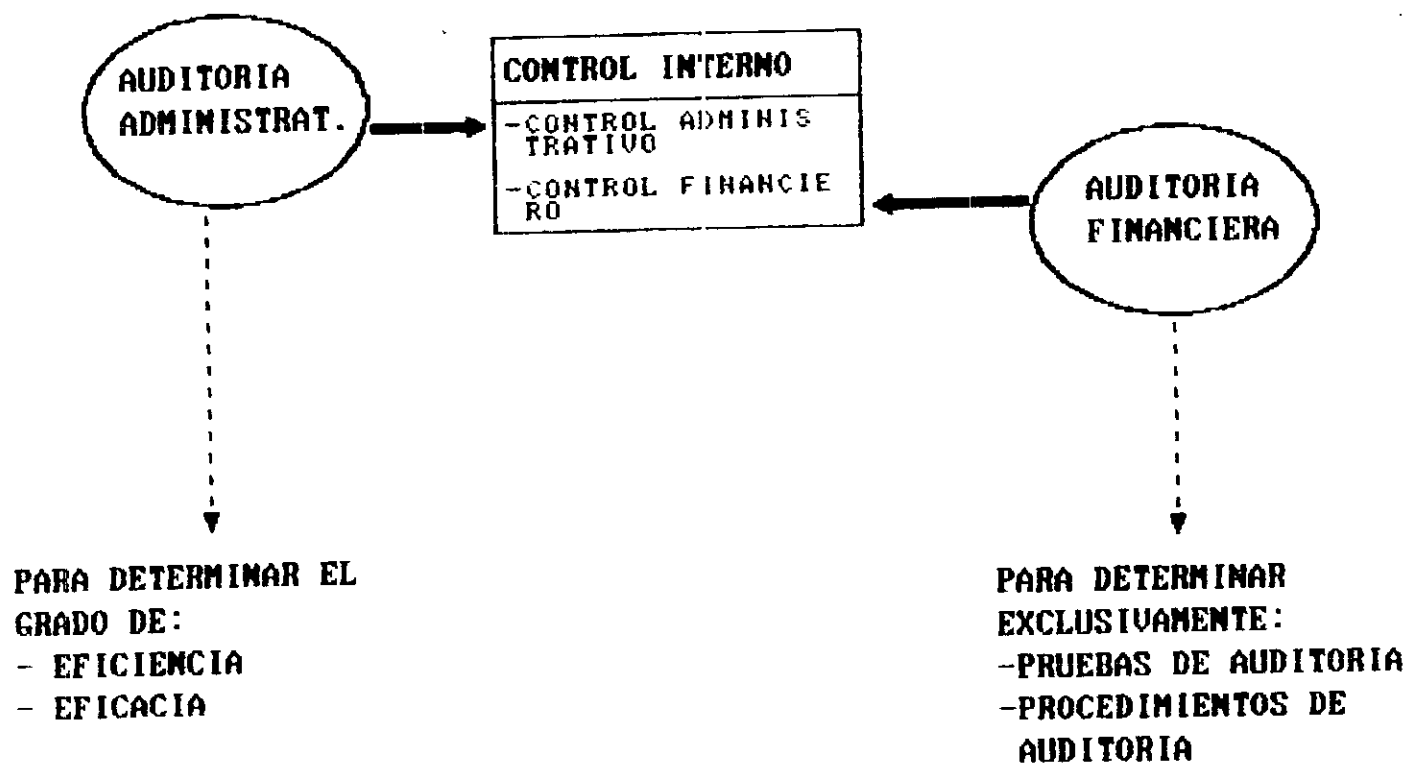 AUDITORIA
ADMINISTRAT.
CONTROL INTERNO
-CONTROL ADMINIS
TRATIVO
-CONTROL FINANCIE
RO
AUDITORIA
FINANCIERA
PARA DETERMINAR EL
GRADO DE:
- EFICIENCIA
- EFICACIA
PARA DETERMINAR
EXCLUSIVAMENTE:
-PRUEBAS DE AUDITORIA
-PROCEDIMIENTOS DE
AUDITORIA